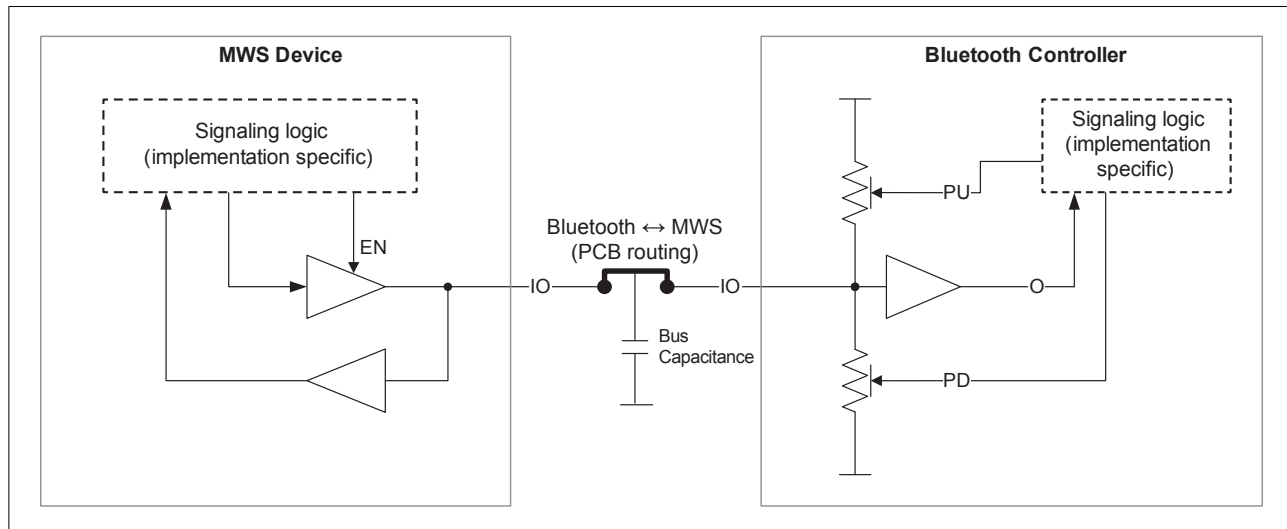 MWS Device
Signaling logic
(implementation specific)
EN
Bluetooth ↔ MWS
(PCB routing)
IO
IO
Bus
Capacitance
Bluetooth Controller
Signaling logic
(implementation
specific)
PU
O
PD